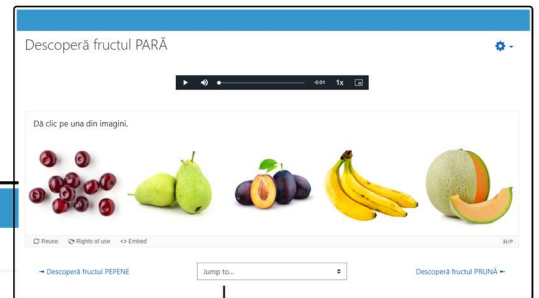 Descoperă fructul PARĂ
-0:01 1x
Dă clic pe una din imagini.
Reuse Rights of use <> Embed H5P
Descoperă fructul PEPENE Jump to... Descoperă fructul PRUNĂ